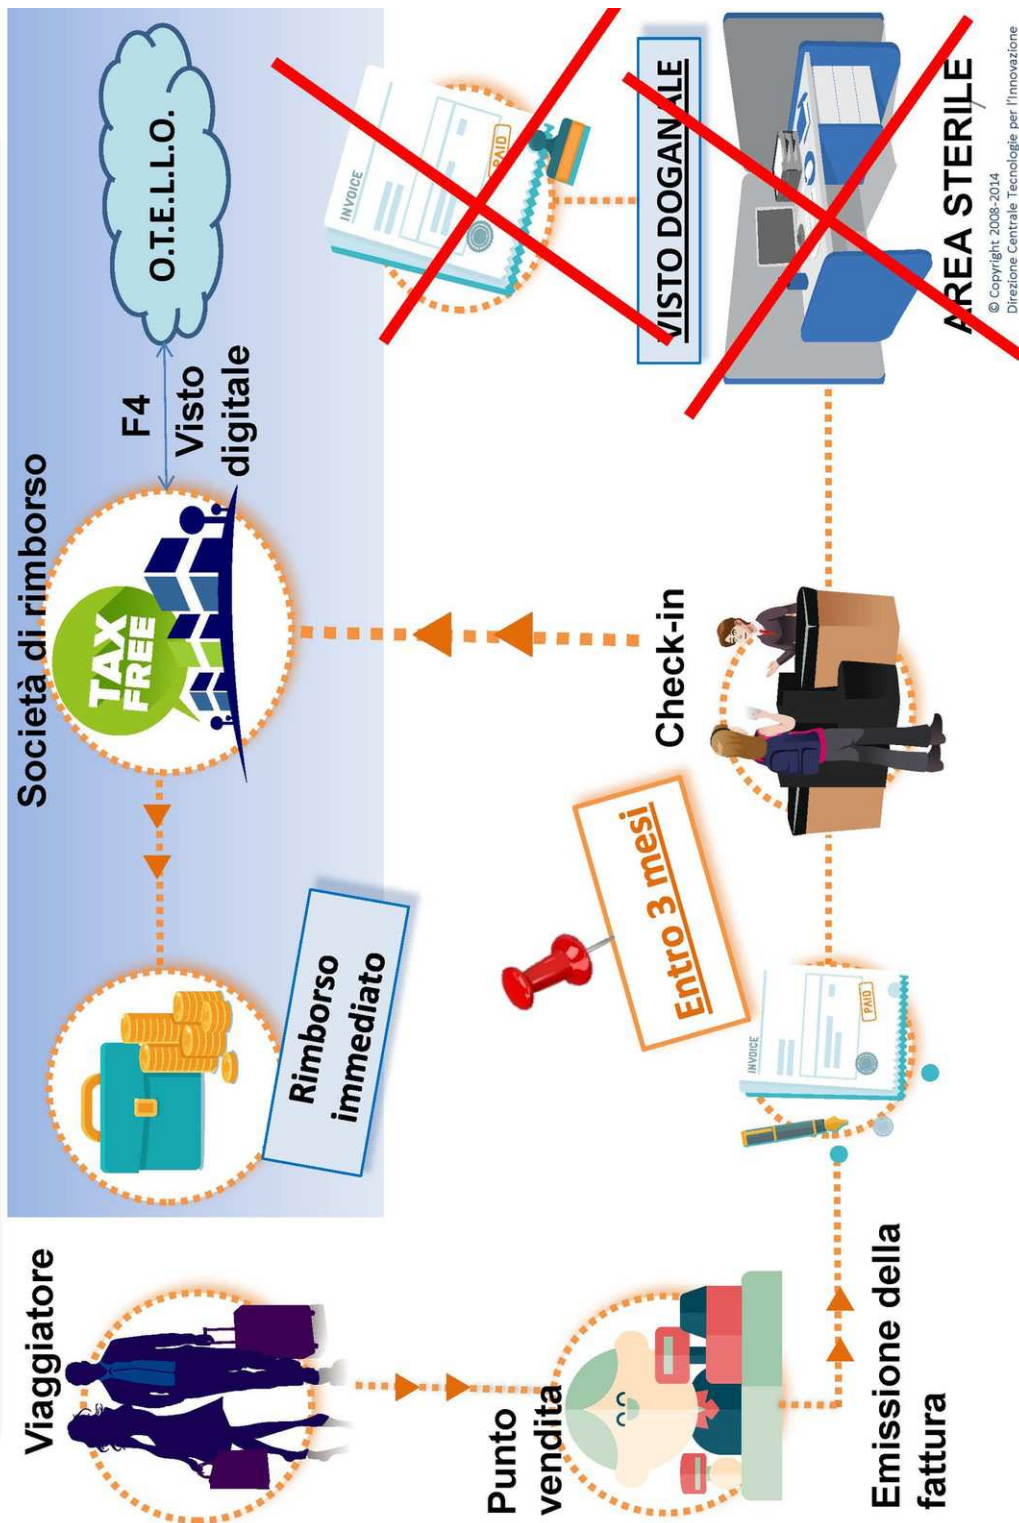 Viaggiatore
Società di rimborso
TAX
FREE
F4
Visto
digitale
O.T.E.L.L.O.
Rimborso
immediato
Punto
vendita
Emissione della
fattura
INVOICE
PAID
Entro 3 mesi
Check-in
INVOICE
PAID
VISTO DOGANALE
AREA STERILE
© Copyright 2008-2014
Direzione Centrale Tecnologie per l'Innovazione